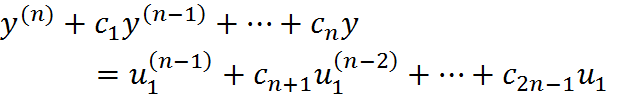 y^{(n)} + c_1 y^{(n-1)} + ⋯ + c_n y
= u_1^{(n-1)} + c_{n+1} u_1^{(n-2)} + ⋯ + c_{2n-1} u_1